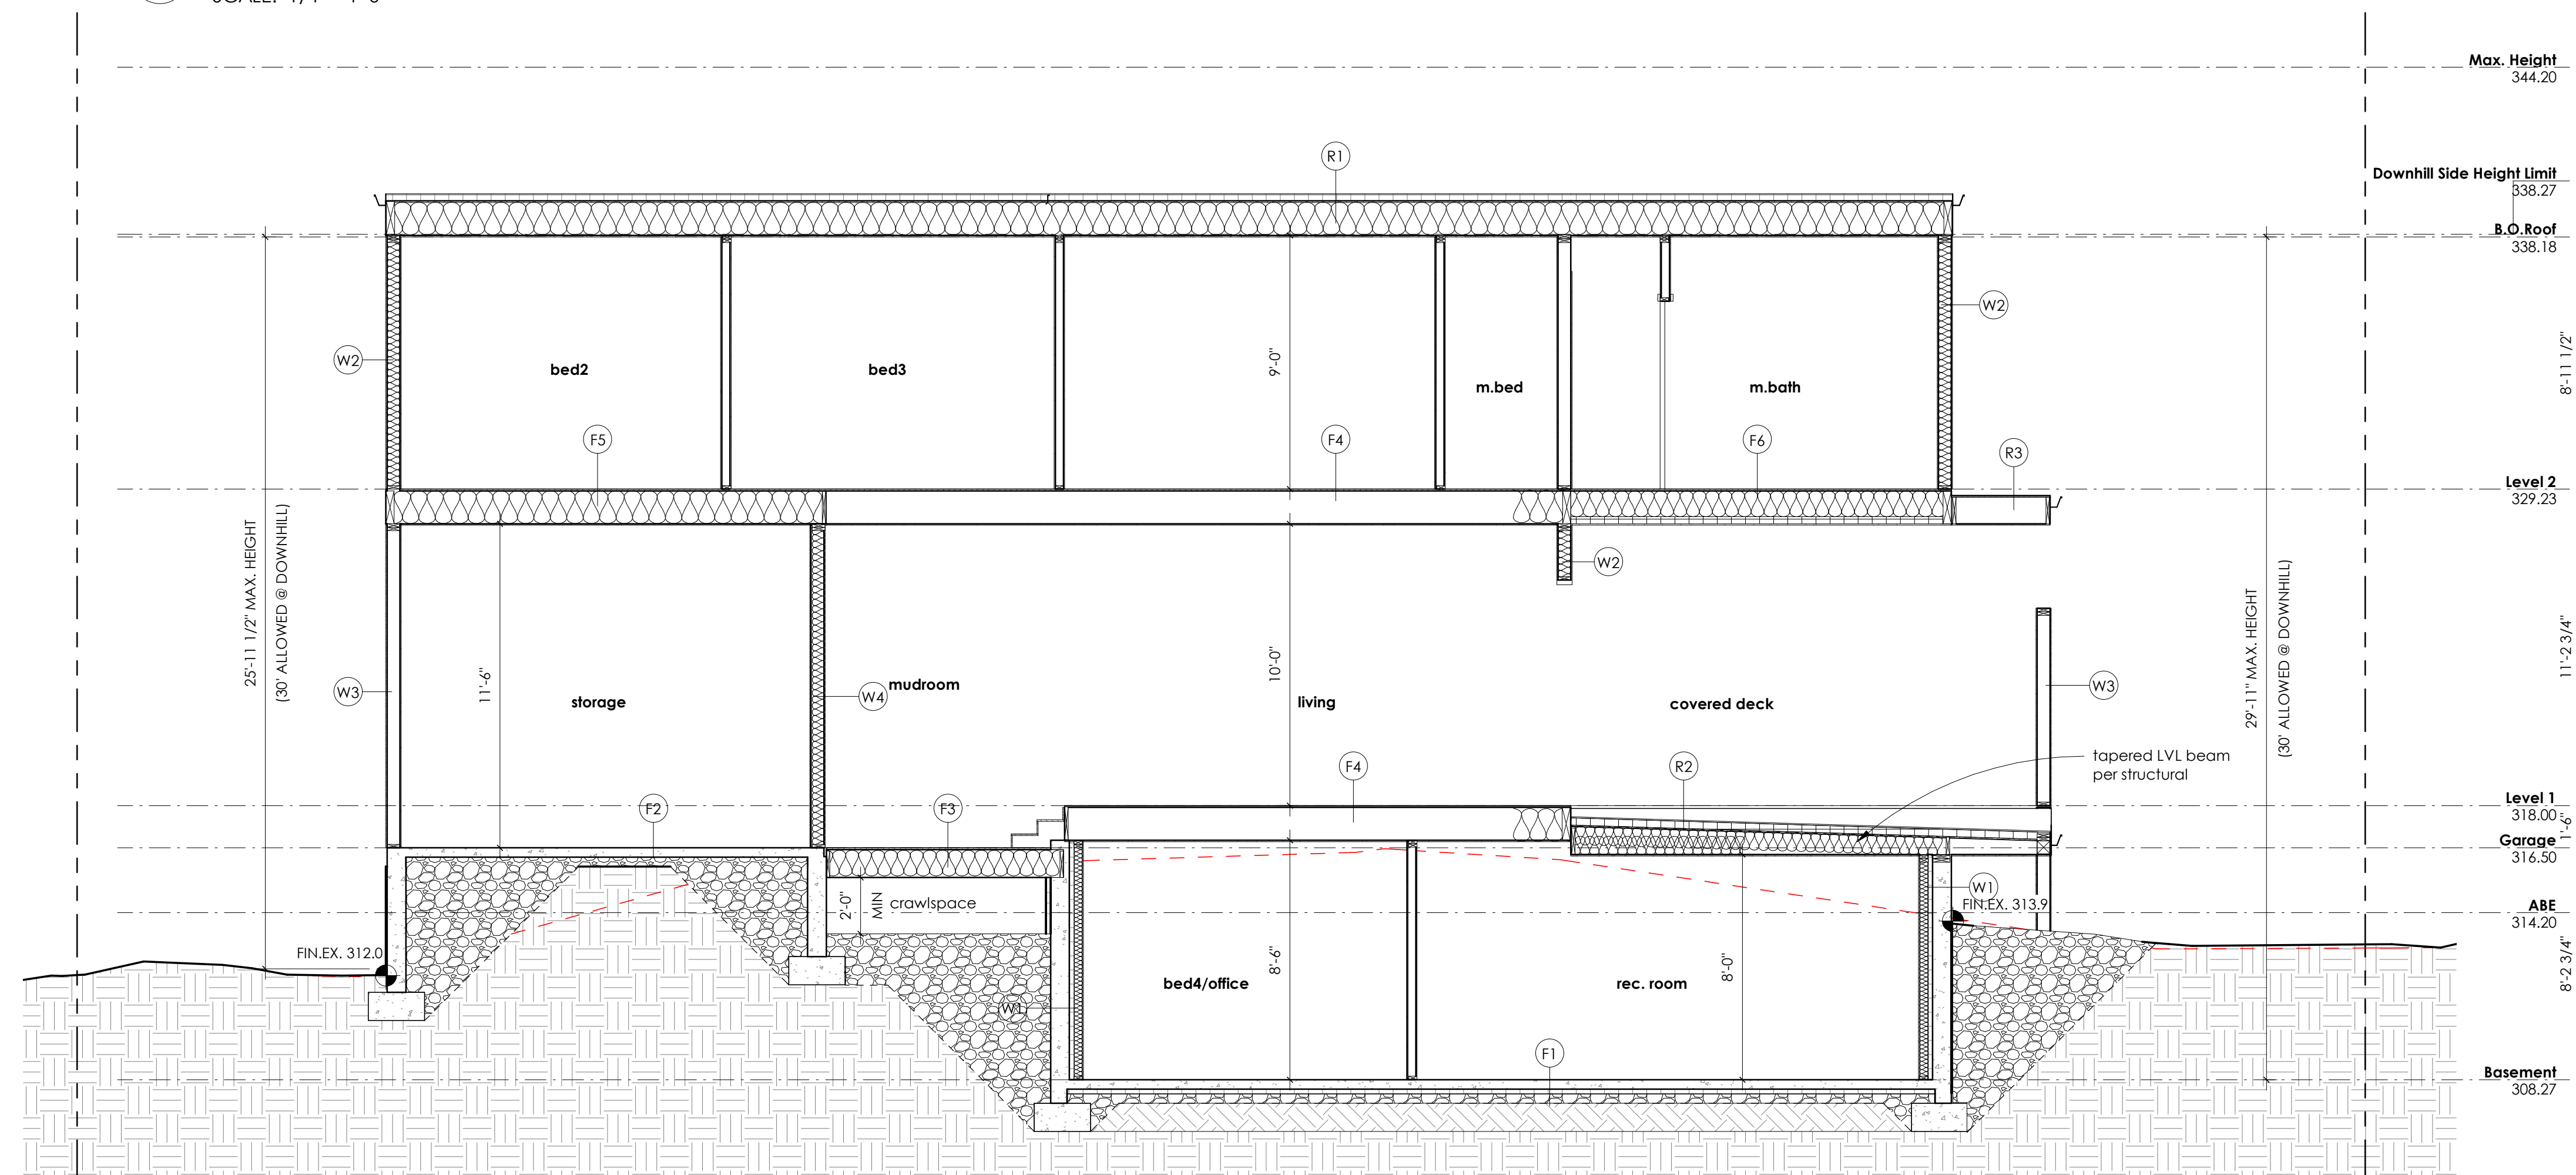 Max. Height
344.20
R1
Downhill Side Height Limit
338.27
B.O.Roof
338.18
W2
W2
bed2
bed3
9'-0"
m.bed
m.bath
8'-11 1/2"
F5
F4
F6
R3
Level 2
329.23
25'-11 1/2" MAX. HEIGHT
(30' ALLOWED @ DOWNHILL)
W2
29'-11" MAX. HEIGHT
(30' ALLOWED @ DOWNHILL)
11'-2 3/4"
W3
11'-6"
storage
W4
mudroom
10'-0"
living
covered deck
W3
tapered LVL beam
per structural
F2
F3
F4
R2
Level 1
318.00
1'-6"
Garage
316.50
2'-0"
MIN
crawlspace
W1
FIN.EX. 313.9
ABE
314.20
FIN.EX. 312.0
W1
bed4/office
8'-6"
rec. room
8'-0"
8'-2 3/4"
F1
Basement
308.27